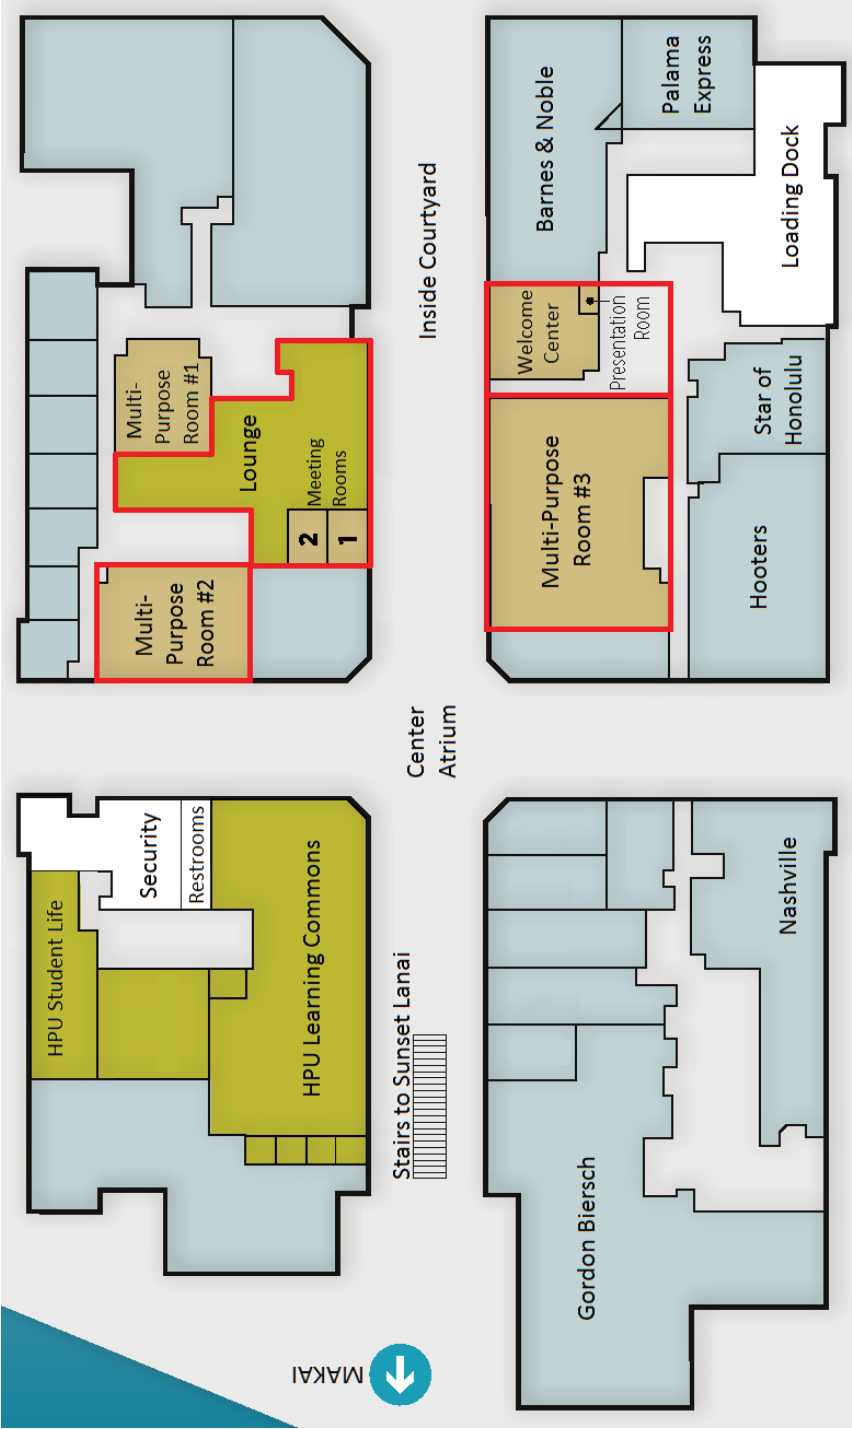 Multi-
Purpose
Room #1
Lounge
Meeting
Rooms
2
1
Multi-
Purpose
Room #2
Inside Courtyard
Barnes & Noble
Palama
Express
Loading Dock
Welcome
Center
Presentation
Room
Multi-Purpose
Room #3
Star of
Honolulu
Hooters
Center
Atrium
Security
Restrooms
HPU Student Life
HPU Learning Commons
Stairs to Sunset Lanai
Nashville
Gordon Biersch
MAKAI